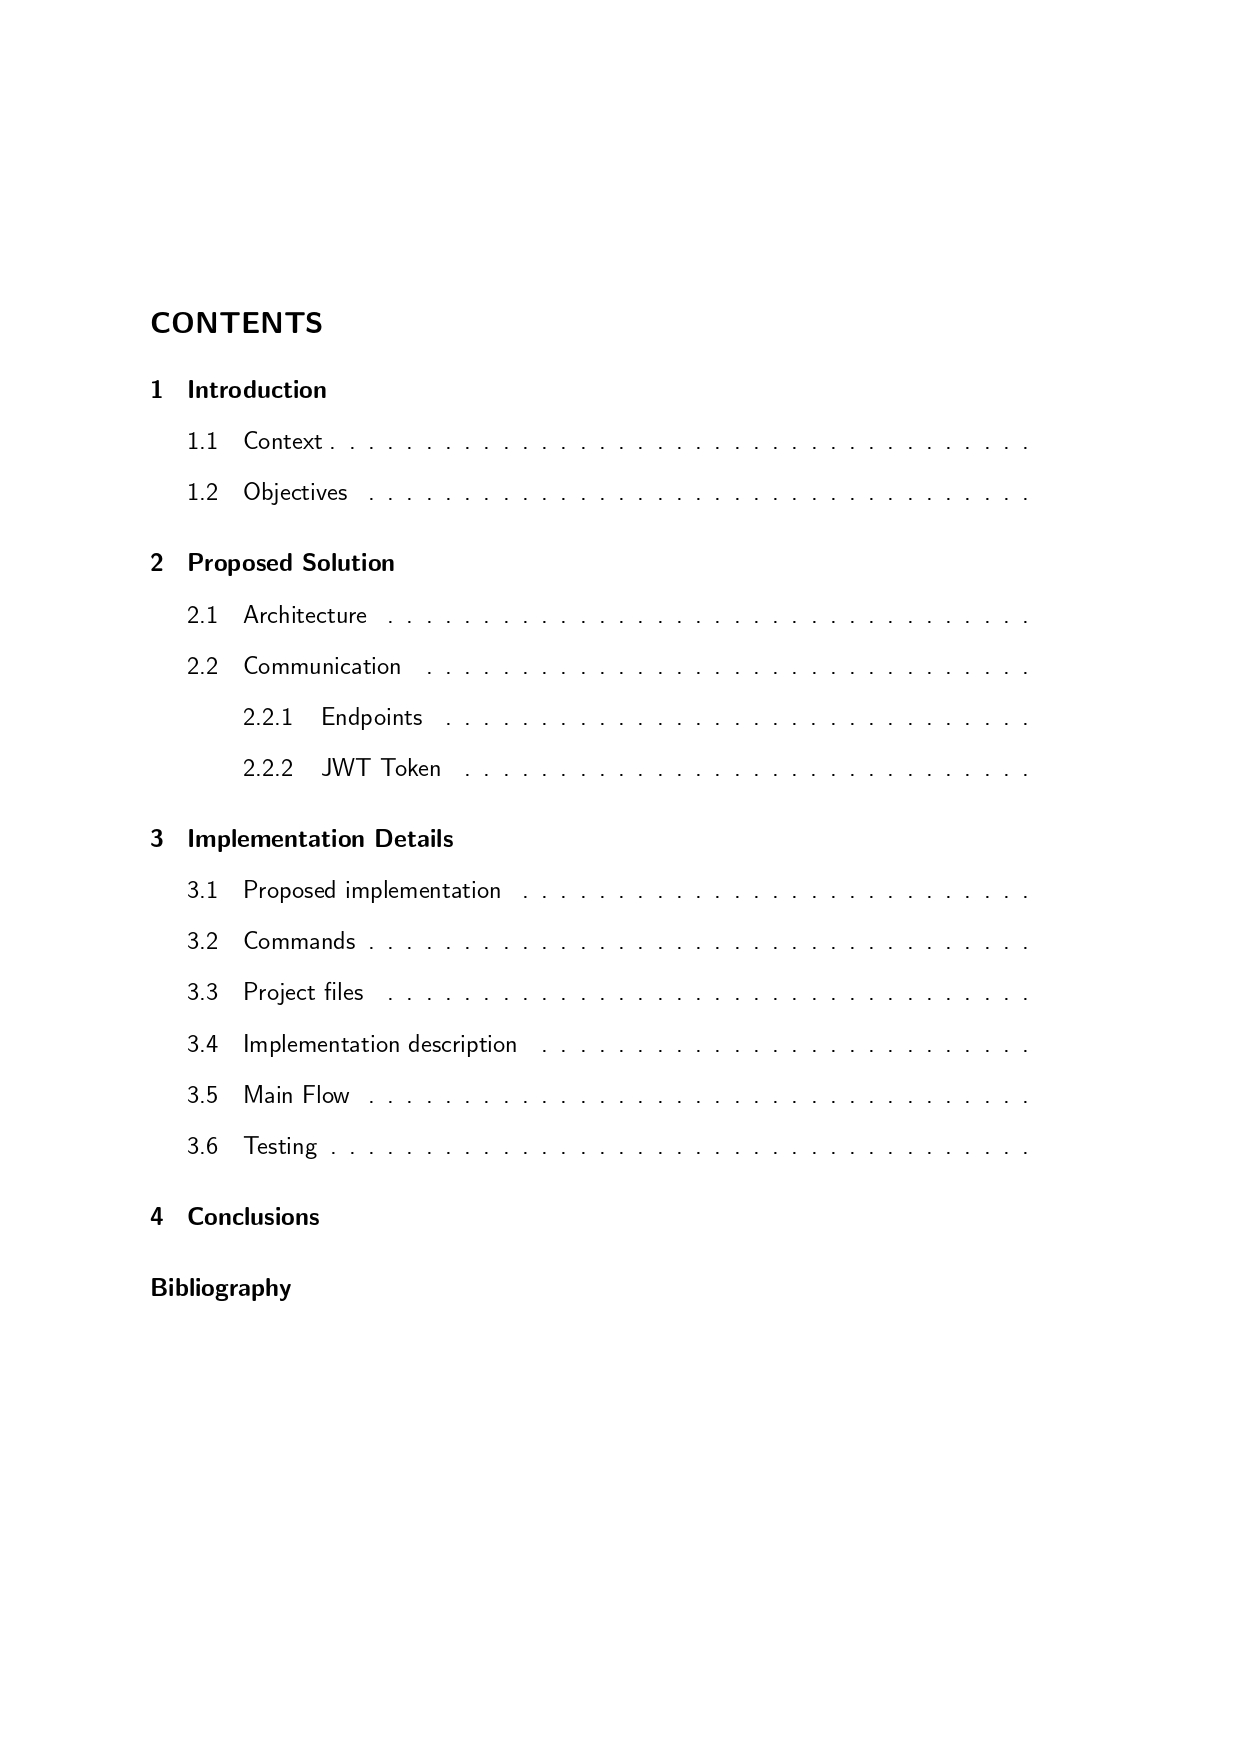 CONTENTS
1 Introduction
1.1 Context . . . . . . . . . . . . . . . . . . . . . . . . . . . . . . . . . . . . .
1.2 Objectives . . . . . . . . . . . . . . . . . . . . . . . . . . . . . . . . . . .
2 Proposed Solution
2.1 Architecture . . . . . . . . . . . . . . . . . . . . . . . . . . . . . . . . . .
2.2 Communication . . . . . . . . . . . . . . . . . . . . . . . . . . . . . . . .
2.2.1 Endpoints . . . . . . . . . . . . . . . . . . . . . . . . . . . . . . .
2.2.2 JWT Token . . . . . . . . . . . . . . . . . . . . . . . . . . . . . .
3 Implementation Details
3.1 Proposed implementation . . . . . . . . . . . . . . . . . . . . . . . . . . .
3.2 Commands . . . . . . . . . . . . . . . . . . . . . . . . . . . . . . . . . . .
3.3 Project files . . . . . . . . . . . . . . . . . . . . . . . . . . . . . . . . . .
3.4 Implementation description . . . . . . . . . . . . . . . . . . . . . . . . . .
3.5 Main Flow . . . . . . . . . . . . . . . . . . . . . . . . . . . . . . . . . . .
3.6 Testing . . . . . . . . . . . . . . . . . . . . . . . . . . . . . . . . . . . . .
4 Conclusions
Bibliography